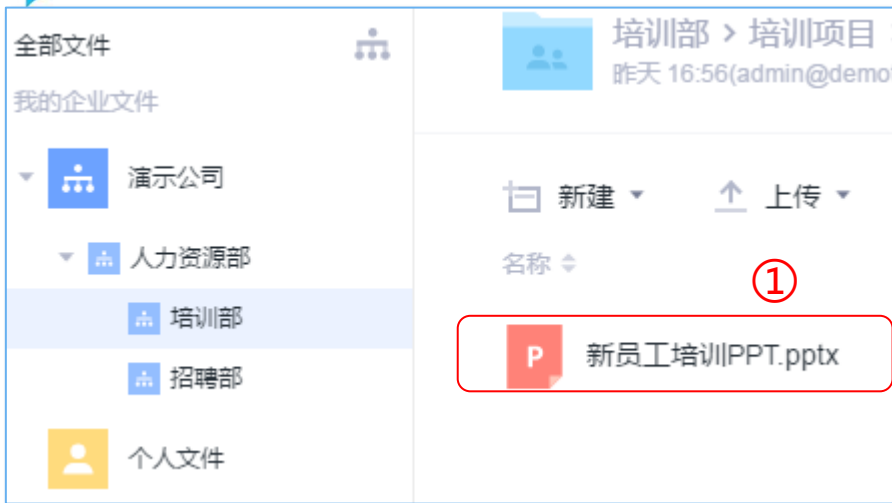 全部文件
我的企业文件
演示公司
人力资源部
培训部
招聘部
个人文件
培训部 > 培训项目
昨天 16:56(admin@demo
新建 上传
名称
①
P 新员工培训PPT.pptx